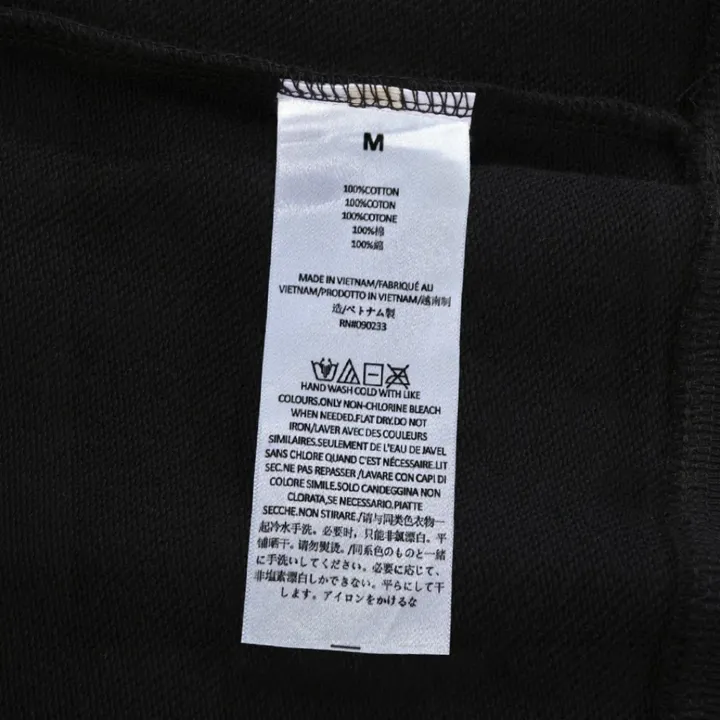 M
100%COTTON
100%COTON
100%COTONE
100%棉
100%綿
MADE IN VIETNAM/FABRIQUÉ AU
VIETNAM/PRODOTTO IN VIETNAM/越南制
造/ベトナム製
RN#090233
HAND WASH COLD WITH LIKE
COLOURS.ONLY NON-CHLORINE BLEACH
WHEN NEEDED.FLAT DRY.DO NOT
IRON/LAVER AVEC DES COULEURS
SIMILAIRES.SEULEMENT DE L'EAU DE JAVEL
SANS CHLORE QUAND C'EST NÉCESSAIRE.LIT
SEC.NE PAS REPASSER /LAVARE CON CAPI DI
COLORE SIMILE.SOLO CANDEGGINA NON
CLORATA,SE NECESSARIO.PIATTE
SECCHE.NON STIRARE./请与同类色衣物一
起冷水手洗。必要时，只能非氯漂白。平
铺晒干。请勿熨烫。/同系色のものと一緒
に手洗いしてください。必要に応じて、
非塩素漂白しかできない。平らにして干
します。アイロンをかけるな